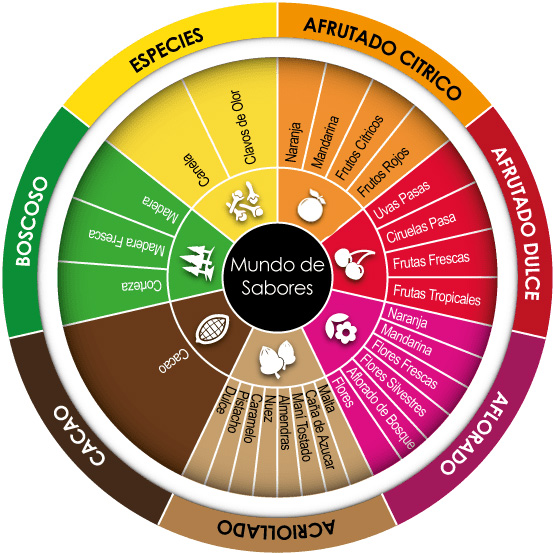 Mundo de
Sabores
ESPECIES
Canela
Clavos de Olor
AFRUTADO CITRICO
Naranja
Mandarina
Frutos Cítricos
Frutos Rojos
AFRUTADO DULCE
Uvas Pasas
Ciruelas Pasa
Frutas Frescas
Frutas Tropicales
AFLORADO
Naranja
Mandarina
Flores Frescas
Flores Silvestres
Aflorado de Bosque
Flores
ACRIOLLADO
Malta
Caña de Azucar
Maní Tostado
Almendras
Nuez
Caramelo
Pistacho
Dulce
CACAO
Cacao
BOSCOSO
Corteza
Madera Fresca
Madera